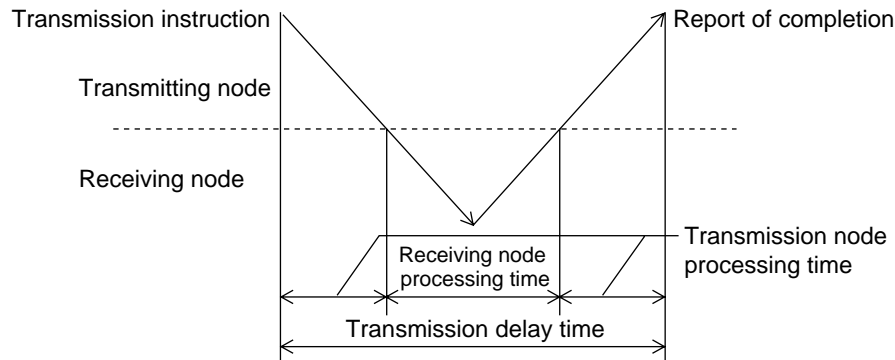 Transmission instruction
Report of completion
Transmitting node
Receiving node
Receiving node
processing time
Transmission node
processing time
Transmission delay time